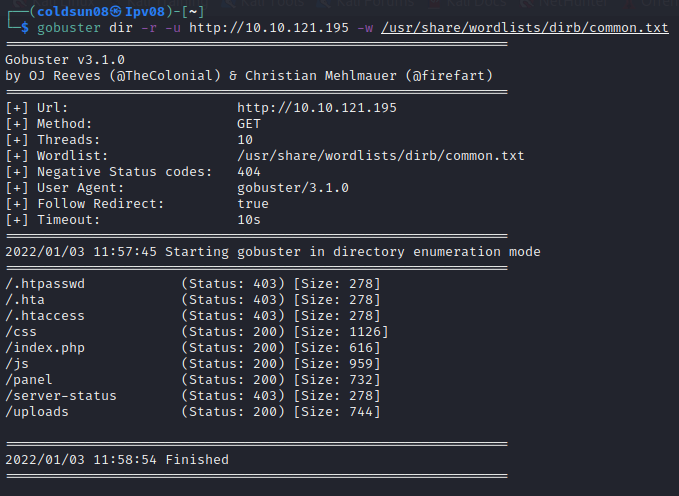 ┌──(coldsun08㉿Ipv08)-[~]
└─$ gobuster dir -r -u http://10.10.121.195 -w /usr/share/wordlists/dirb/common.txt
===============================================================
Gobuster v3.1.0
by OJ Reeves (@TheColonial) & Christian Mehlmauer (@firefart)
===============================================================
[+] Url:                     http://10.10.121.195
[+] Method:                  GET
[+] Threads:                 10
[+] Wordlist:                /usr/share/wordlists/dirb/common.txt
[+] Negative Status codes:   404
[+] User Agent:              gobuster/3.1.0
[+] Follow Redirect:         true
[+] Timeout:                 10s
===============================================================
2022/01/03 11:57:45 Starting gobuster in directory enumeration mode
===============================================================
/.htpasswd            (Status: 403) [Size: 278]
/.hta                 (Status: 403) [Size: 278]
/.htaccess            (Status: 403) [Size: 278]
/css                  (Status: 200) [Size: 1126]
/index.php            (Status: 200) [Size: 616]
/js                   (Status: 200) [Size: 959]
/panel                (Status: 200) [Size: 732]
/server-status        (Status: 403) [Size: 278]
/uploads              (Status: 200) [Size: 744]
===============================================================
2022/01/03 11:58:54 Finished
===============================================================